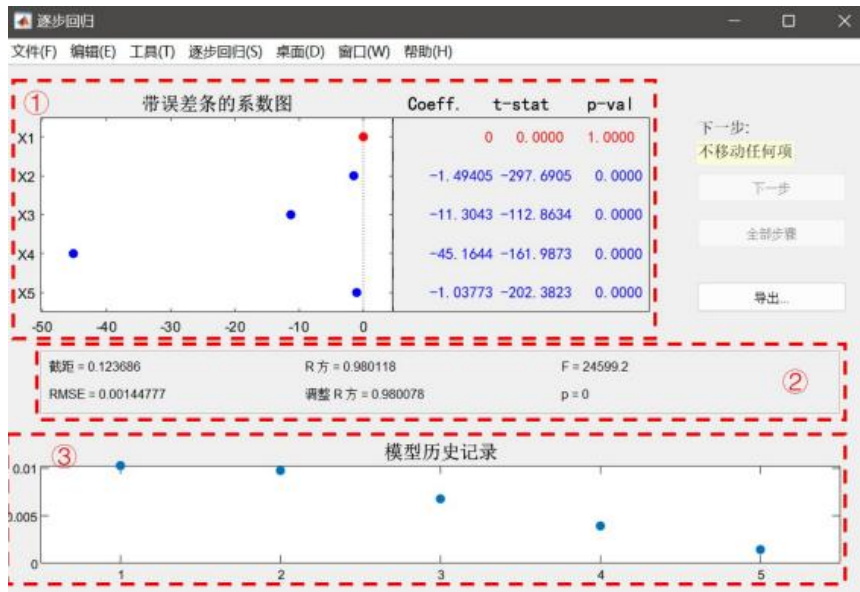 逐步回归
文件(F) 编辑(E) 工具(T) 逐步回归(S) 桌面(D) 窗口(W) 帮助(H)
① 带误差条的系数图 Coeff. t-stat p-val
X1 0 0.0000 1.0000
X2 -1.49405 -297.6905 0.0000
X3 -11.3043 -112.8634 0.0000
X4 -45.1644 -161.9873 0.0000
X5 -1.03773 -202.3823 0.0000
-50 -40 -30 -20 -10 0
下一步:
不移动任何项
下一步
全部步骤
导出...
截距 = 0.123686 R 方 = 0.980118 F = 24599.2
RMSE = 0.00144777 调整 R 方 = 0.980078 p = 0
②
③ 模型历史记录
0.01
0.005
0
1 2 3 4 5